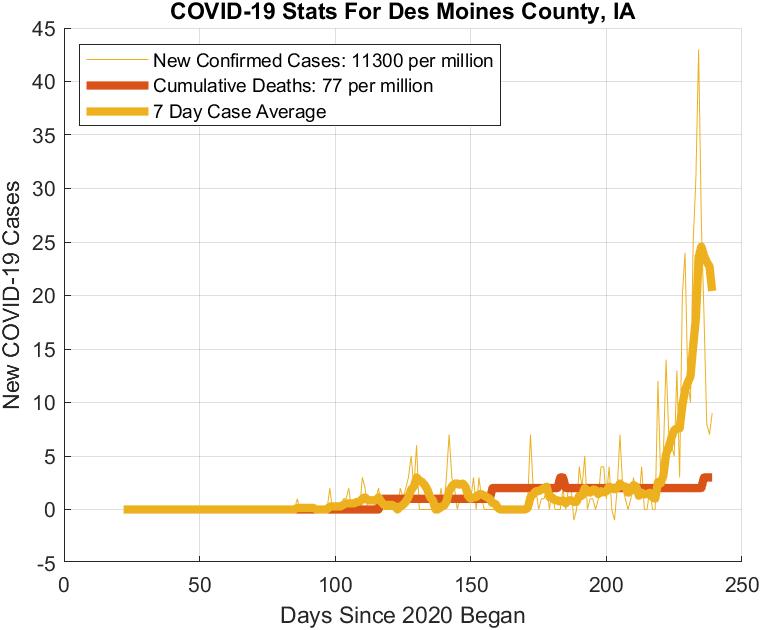 COVID-19 Stats For Des Moines County, IA
New Confirmed Cases: 11300 per million
Cumulative Deaths: 77 per million
7 Day Case Average
New COVID-19 Cases
45
40
35
30
25
20
15
10
5
0
-5
0 50 100 150 200 250
Days Since 2020 Began